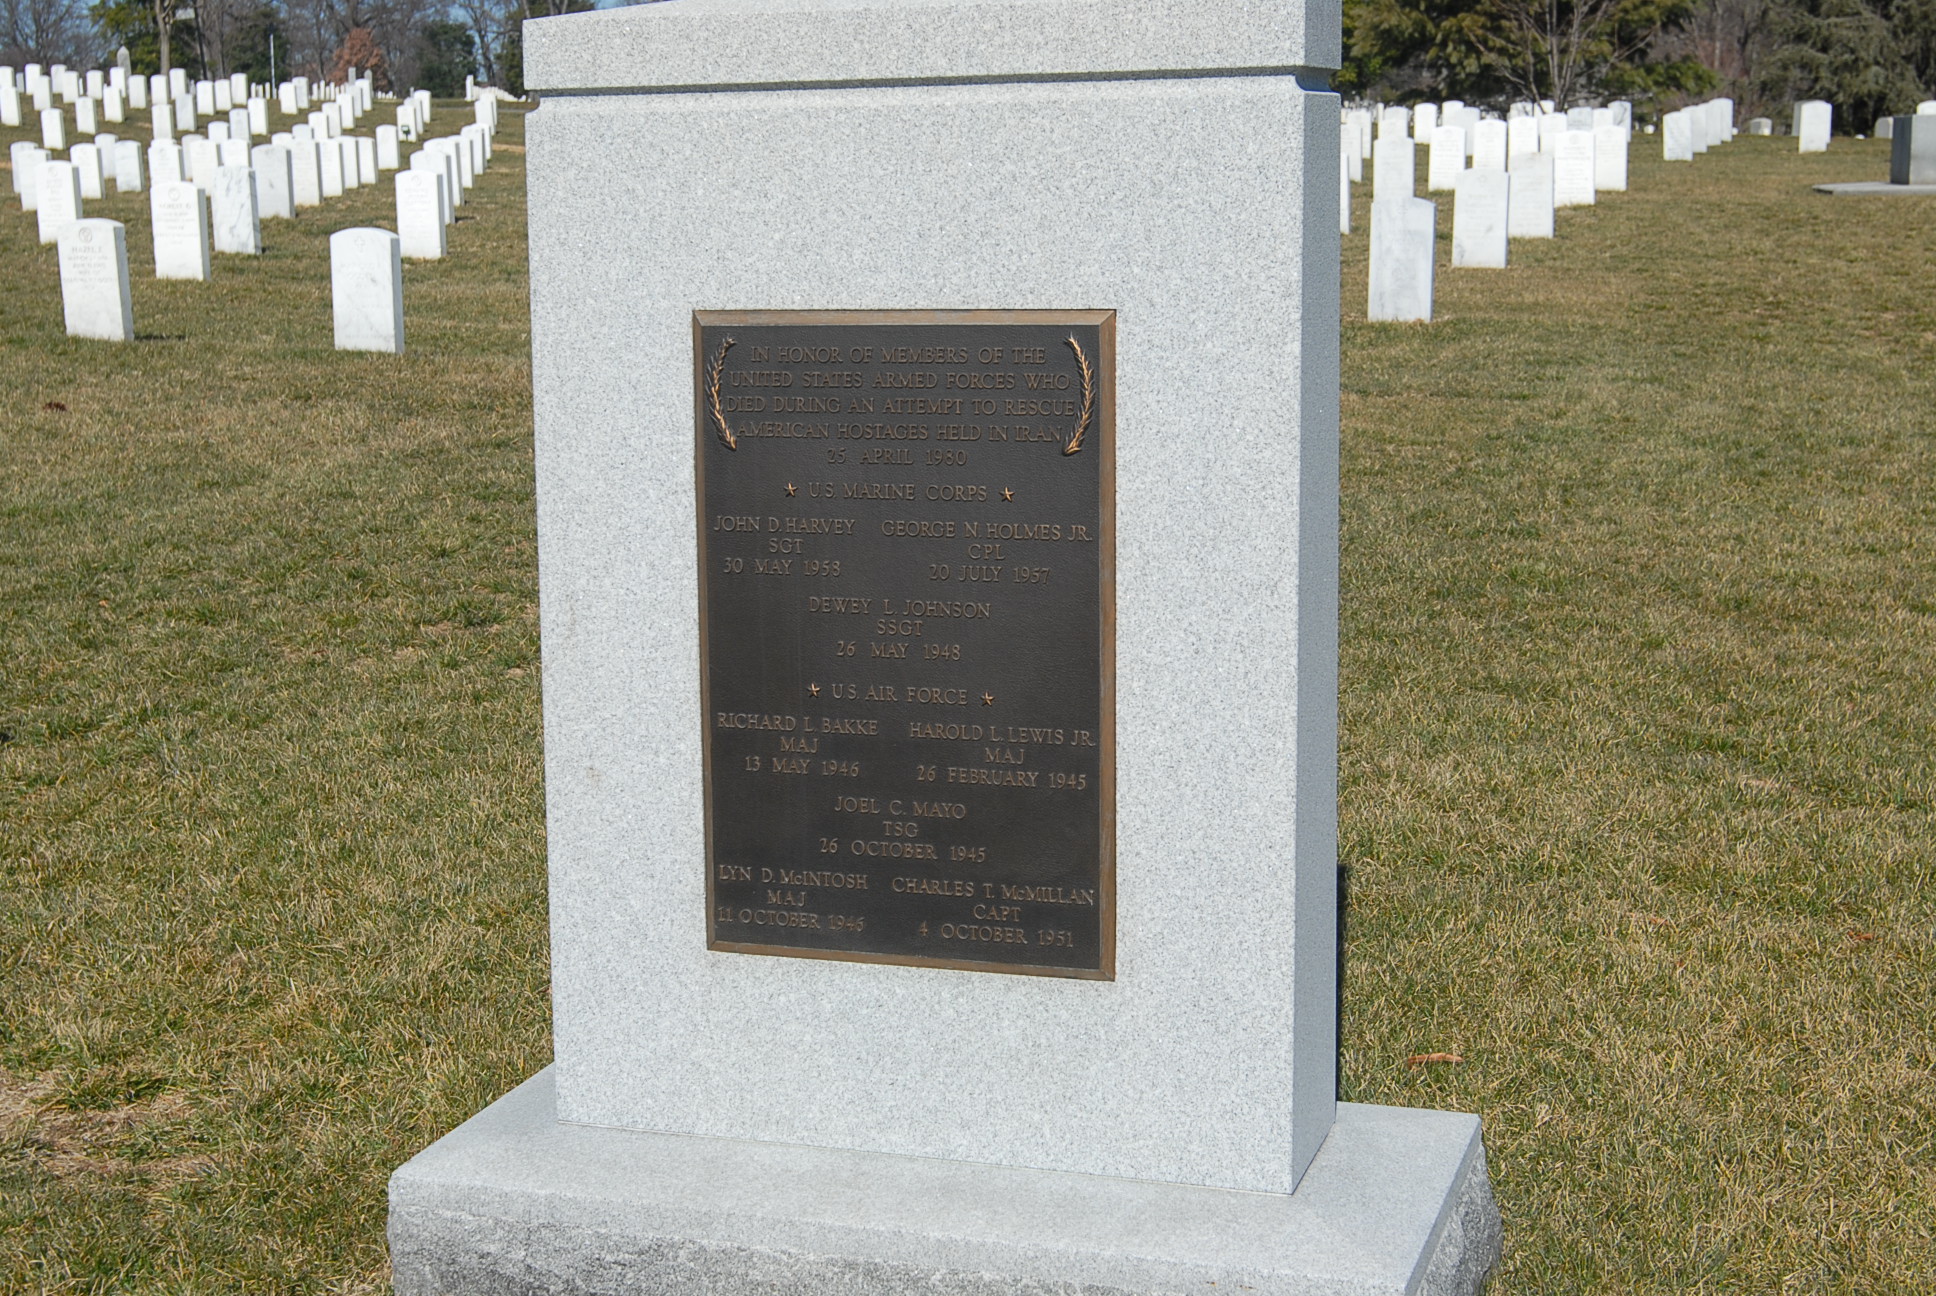 IN HONOR OF MEMBERS OF THE
UNITED STATES ARMED FORCES WHO
DIED DURING AN ATTEMPT TO RESCUE
AMERICAN HOSTAGES HELD IN IRAN
25 APRIL 1980
★ U.S. MARINE CORPS ★
JOHN D. HARVEY GEORGE N. HOLMES JR.
SGT CPL
30 MAY 1958 20 JULY 1957
DEWEY L. JOHNSON
SSGT
26 MAY 1948
★ U.S. AIR FORCE ★
RICHARD L. BAKKE HAROLD L. LEWIS JR.
MAJ MAJ
13 MAY 1946 26 FEBRUARY 1945
JOEL C. MAYO
TSG
26 OCTOBER 1945
LYN D. McINTOSH CHARLES T. McMILLAN
MAJ CAPT
11 OCTOBER 1946 4 OCTOBER 1951